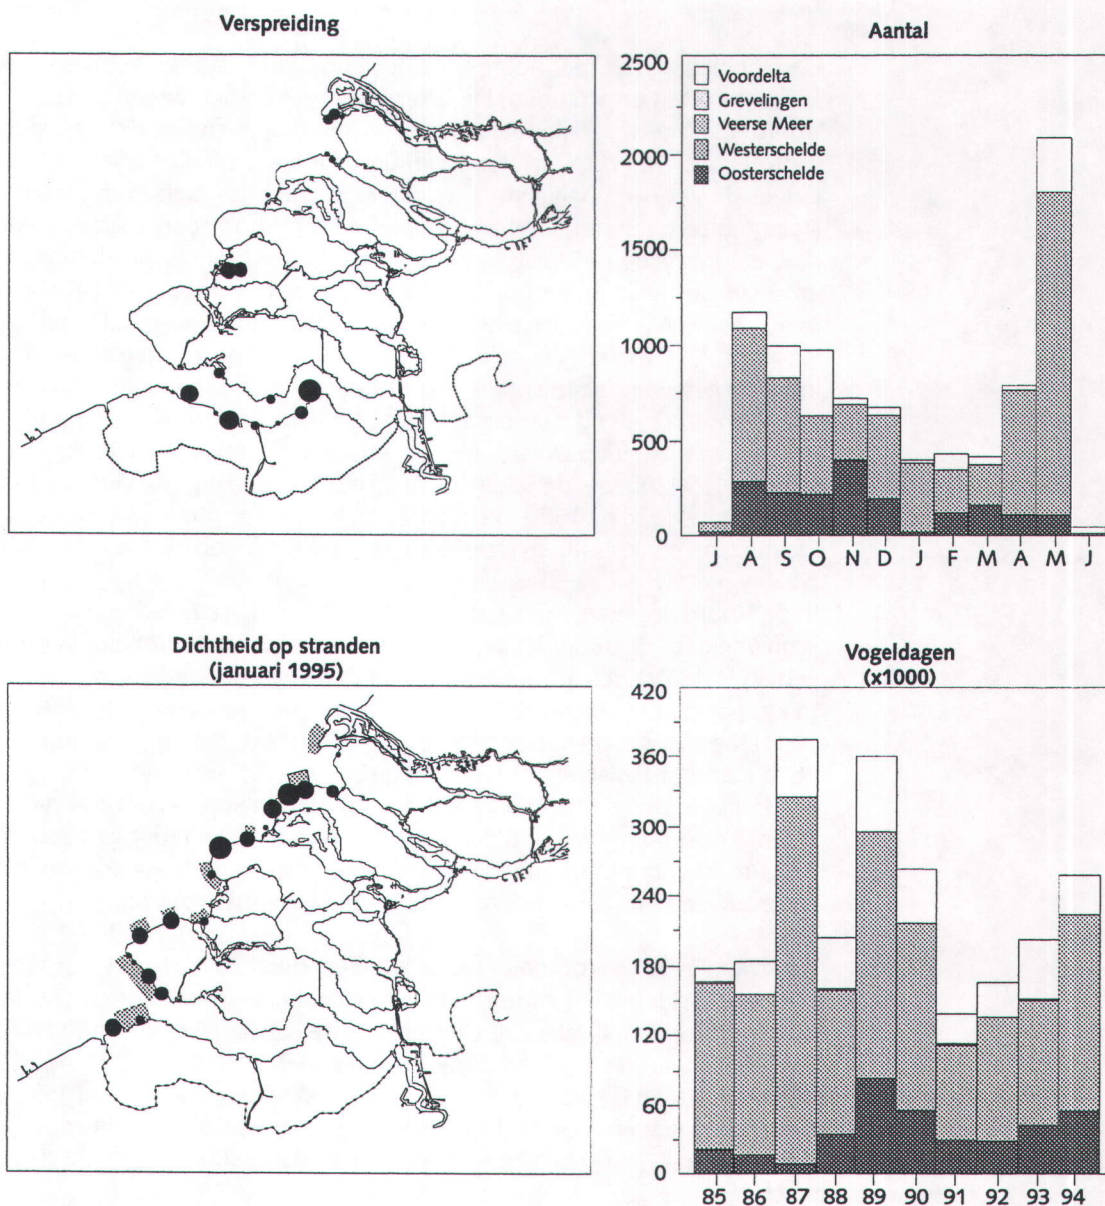 Verspreiding
Aantal
2500
2000
1500
1000
500
0
Voordelta
Grevelingen
Veerse Meer
Westerschelde
Oosterschelde
J A S O N D J F M A M J
Dichtheid op stranden
(januari 1995)
Vogeldagen
(x1000)
420
360
300
240
180
120
60
0
85 86 87 88 89 90 91 92 93 94